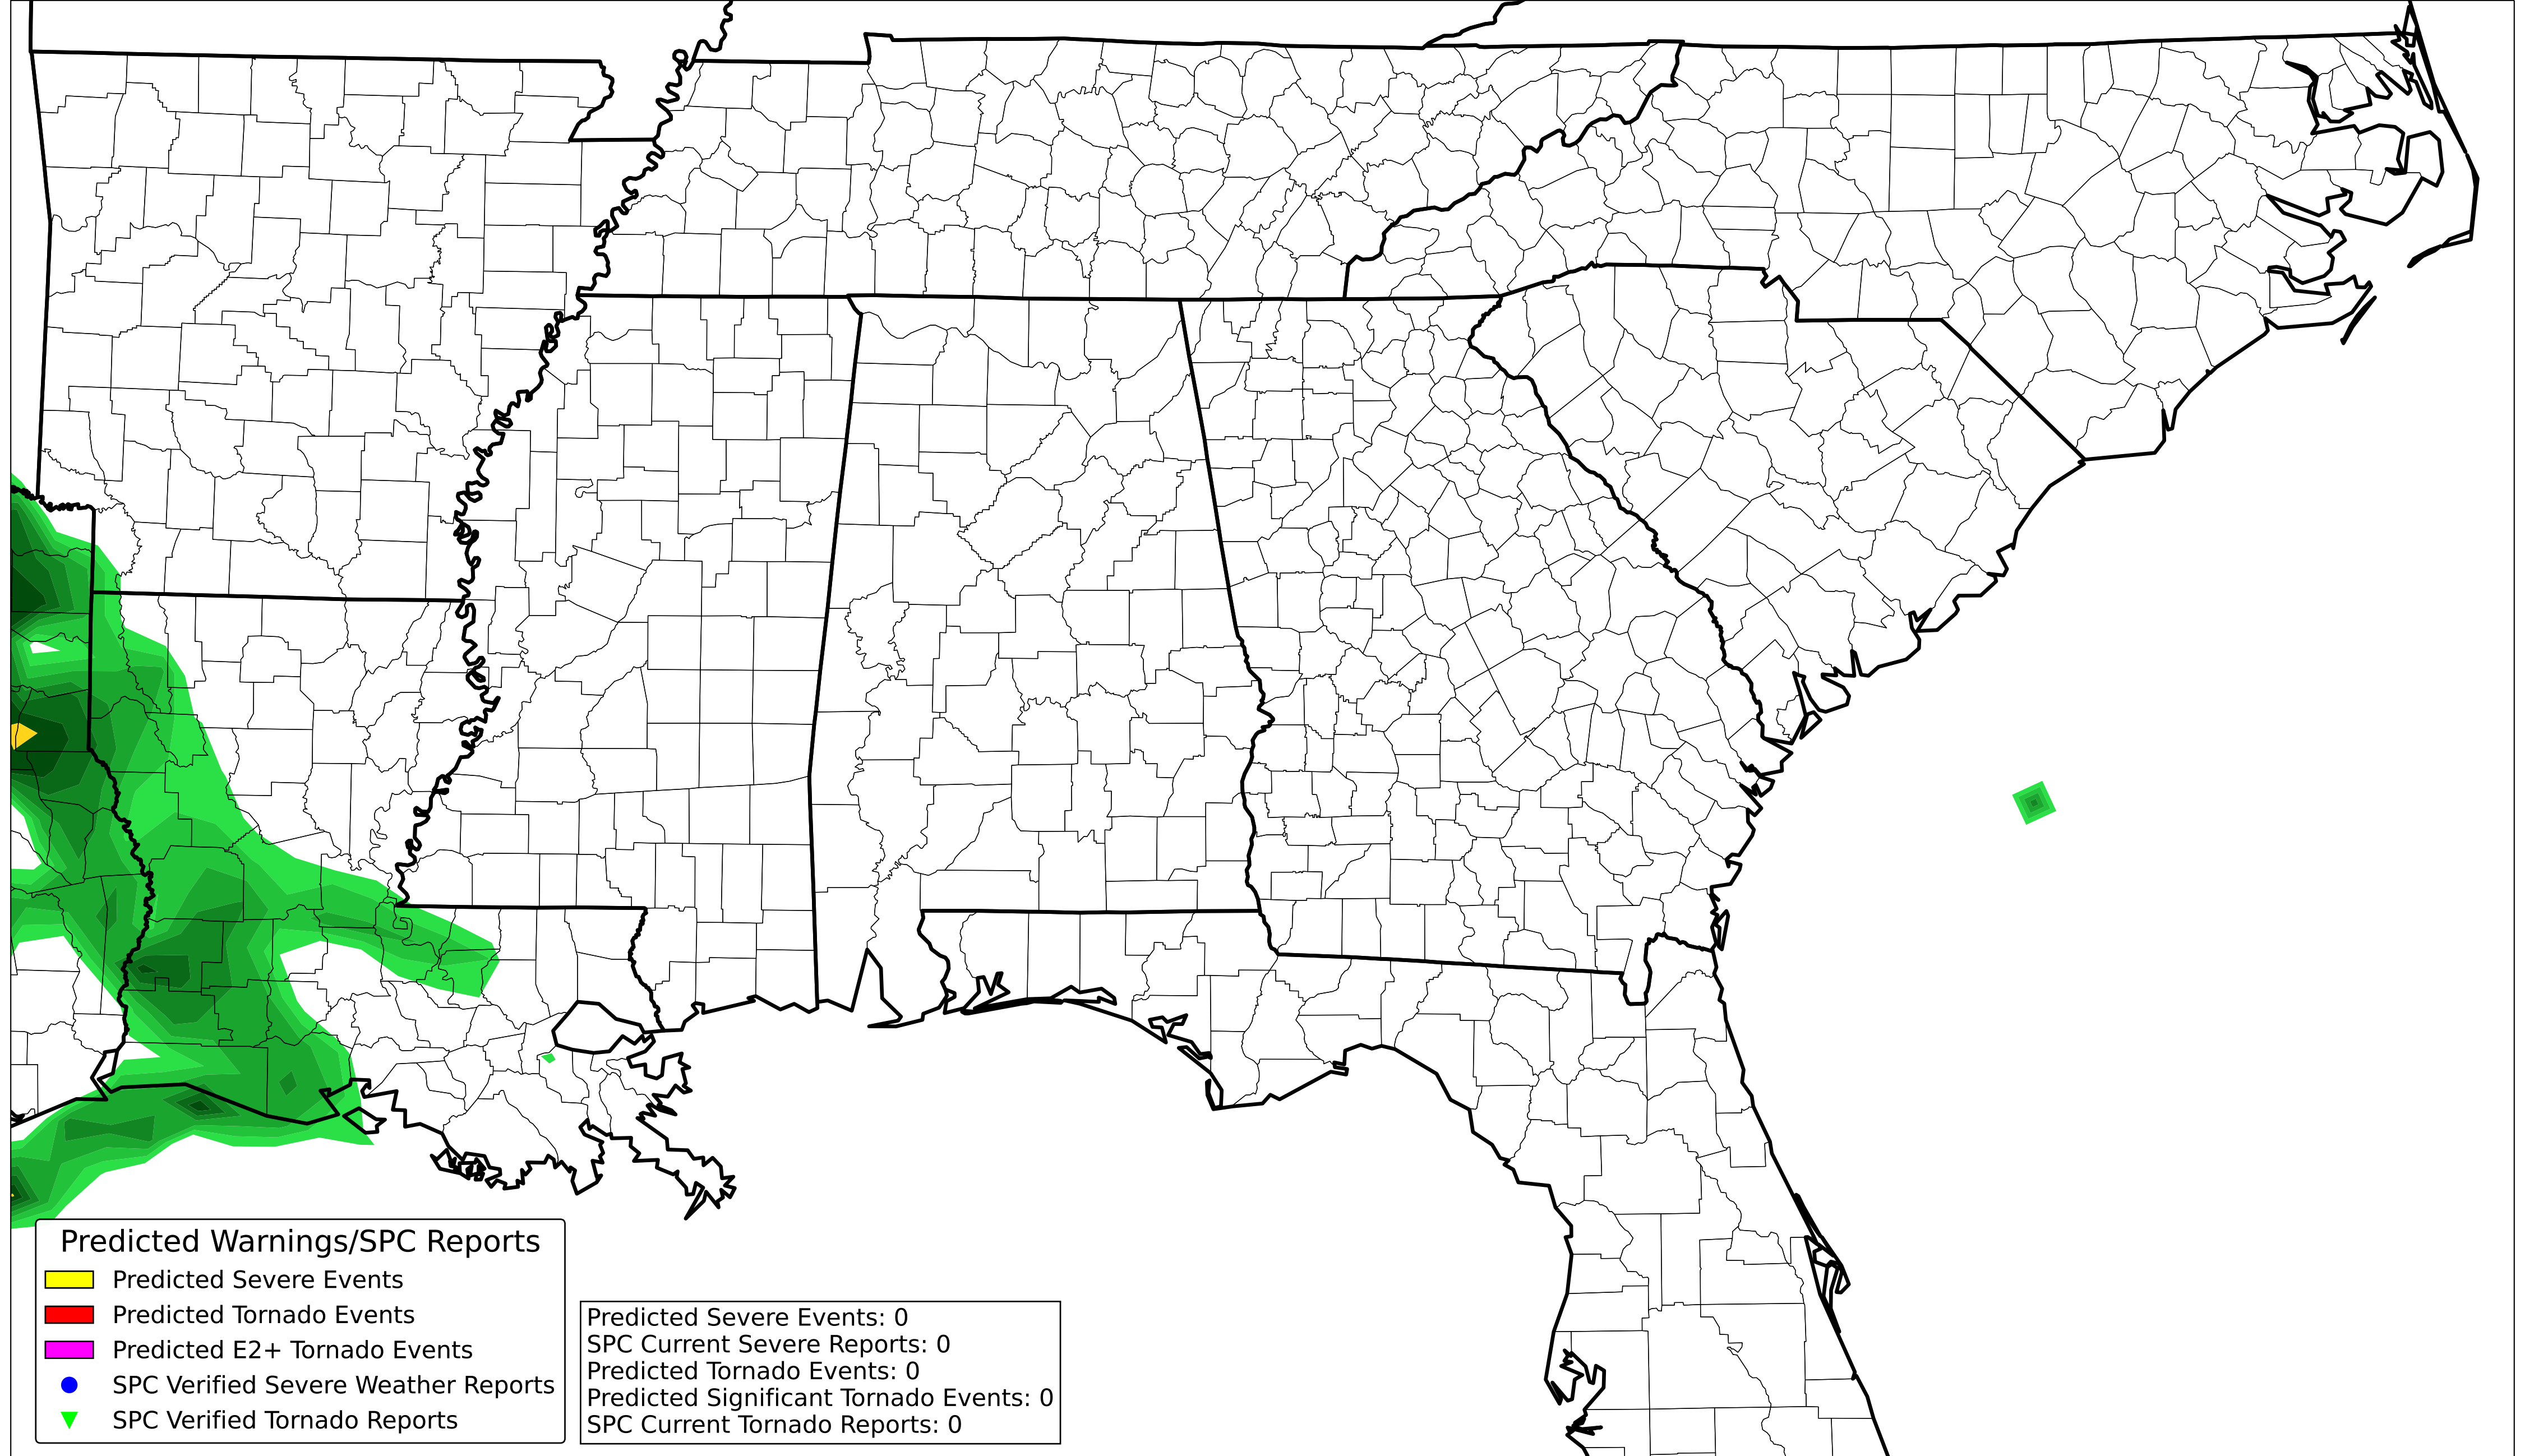 Predicted Warnings/SPC Reports
Predicted Severe Events
Predicted Tornado Events
Predicted E2+ Tornado Events
SPC Verified Severe Weather Reports
SPC Verified Tornado Reports
Predicted Severe Events: 0
SPC Current Severe Reports: 0
Predicted Tornado Events: 0
Predicted Significant Tornado Events: 0
SPC Current Tornado Reports: 0